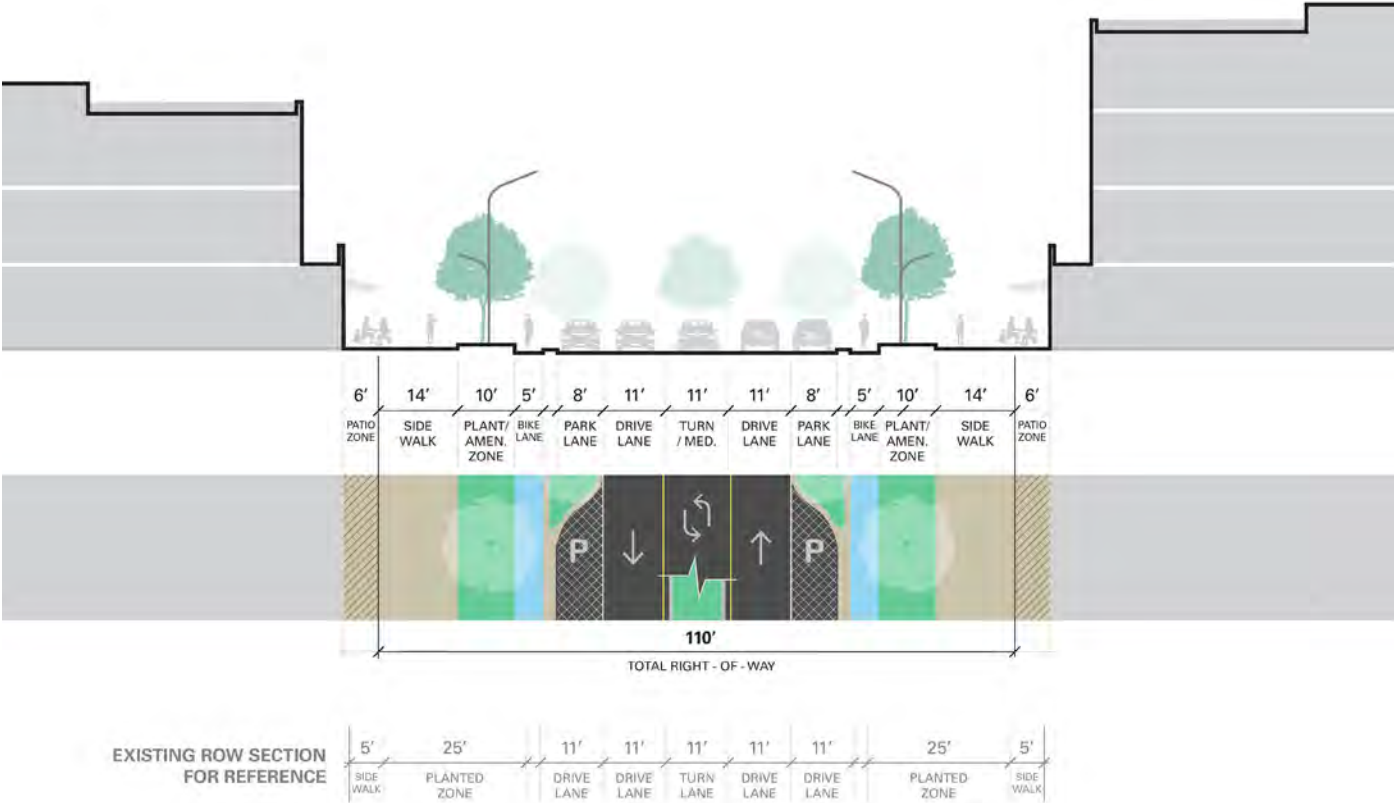 6' 14' 10' 5' 8' 11' 11' 11' 8' 5' 10' 14' 6'
PATIO ZONE
SIDE WALK
PLANT/ AMEN. ZONE
BIKE LANE
PARK LANE
DRIVE LANE
TURN / MED.
DRIVE LANE
PARK LANE
BIKE LANE
PLANT/ AMEN. ZONE
SIDE WALK
PATIO ZONE
P
P
110'
TOTAL RIGHT - OF - WAY
EXISTING ROW SECTION
FOR REFERENCE
5' 25' 11' 11' 11' 11' 11' 25' 5'
SIDE WALK
PLANTED ZONE
DRIVE LANE
DRIVE LANE
TURN LANE
DRIVE LANE
DRIVE LANE
PLANTED ZONE
SIDE WALK